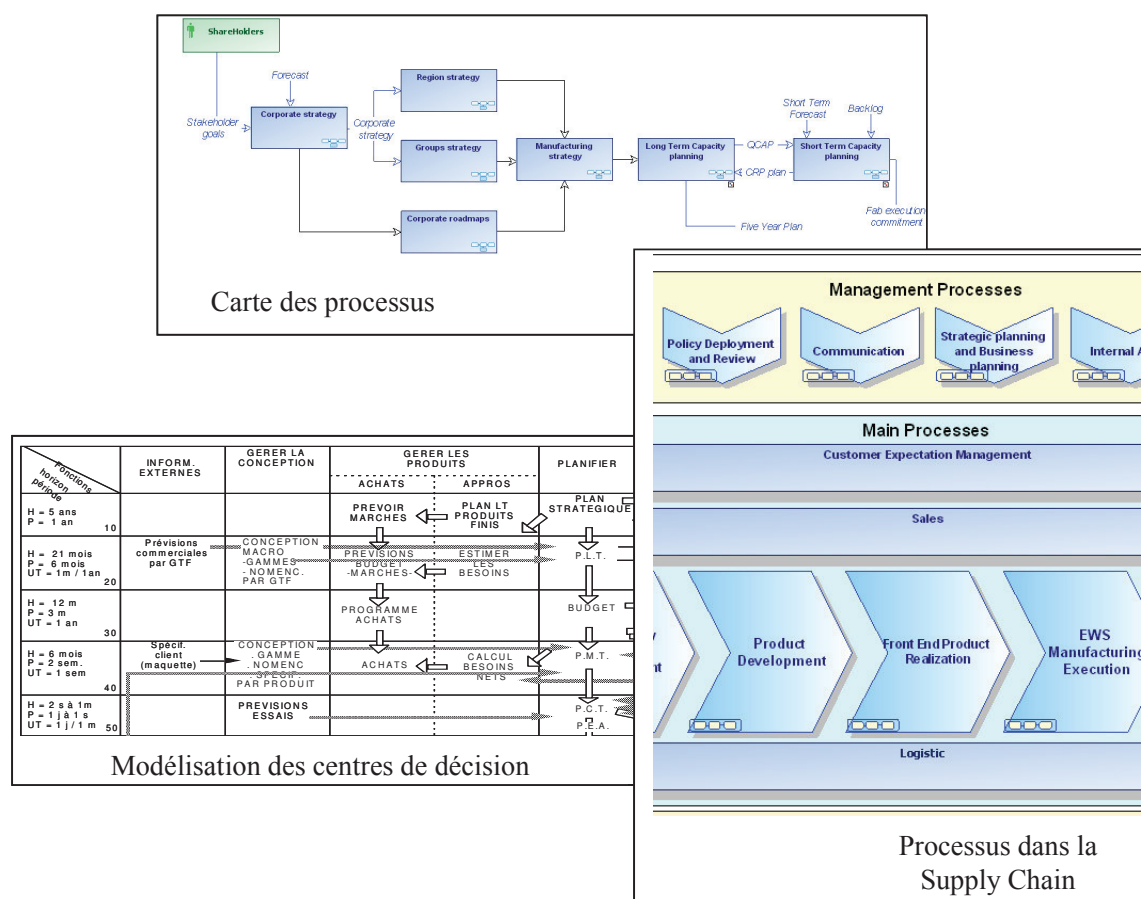 ShareHolders
Forecast
Stakeholder
goals
Corporate strategy
Corporate
strategy
Region strategy
Groups strategy
Corporate roadmaps
Manufacturing
strategy
Long Term Capacity
planning
QCAP
CRP plan
Five Year Plan
Short Term
Forecast
Backlog
Short Term Capacity
planning
Fab execution
commitment
Carte des processus
Management Processes
Policy Deployment
and Review
Communication
Strategic planning
and Business
planning
Internal A
Main Processes
Customer Expectation Management
Sales
Product
Development
Front End Product
Realization
EWS
Manufacturing
Execution
Logistic
Processus dans la
Supply Chain
Fonctions
horizon
période
INFORM.
EXTERNES
GERER LA
CONCEPTION
GERER LES
PRODUITS
ACHATS
APPROS
PLANIFIER
H = 5 ans
P = 1 an
10
PREVOIR
MARCHES
PLAN LT
PRODUITS
FINIS
PLAN
STRATEGIQUE
H = 21 mois
P = 6 mois
UT = 1m / 1an
20
Prévisions
commerciales
par GTF
CONCEPTION
MACRO
-GAMMES
- NOMENC.
PAR GTF
PREVISIONS
BUDGET
-MARCHES-
ESTIMER
LES
BESOINS
P.L.T.
H = 12 m
P = 3 m
UT = 1 an
30
PROGRAMME
ACHATS
BUDGET
H = 6 mois
P = 2 sem.
UT = 1 sem
40
Spécif.
client
(maquette)
CONCEPTION
. GAMME
. NOMENC
. SPECIF.
PAR PRODUIT
ACHATS
CALCUL
BESOINS
NETS
P.M.T.
H = 2 s à 1m
P = 1 j à 1 s
UT = 1 j / 1 m
50
PREVISIONS
ESSAIS
P.C.T.
P.E.A.
Modélisation des centres de décision